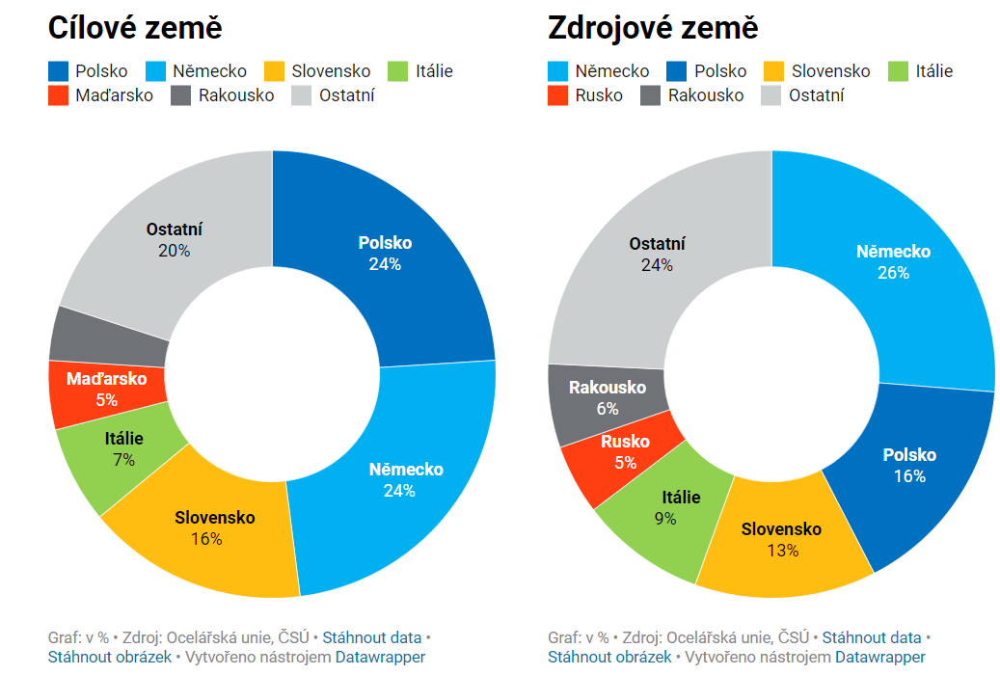 Cílové země
Polsko Německo Slovensko Itálie
Maďarsko Rakousko Ostatní
Ostatní
20%
Polsko
24%
Maďarsko
5%
Itálie
7%
Německo
24%
Slovensko
16%
Graf: v % • Zdroj: Ocelářská unie, ČSÚ • Stáhnout data •
Stáhnout obrázek • Vytvořeno nástrojem Datawrapper
Zdrojové země
Německo Polsko Slovensko Itálie
Rusko Rakousko Ostatní
Ostatní
24%
Německo
26%
Rakousko
6%
Rusko
5%
Polsko
16%
Itálie
9%
Slovensko
13%
Graf: v % • Zdroj: Ocelářská unie, ČSÚ • Stáhnout data •
Stáhnout obrázek • Vytvořeno nástrojem Datawrapper